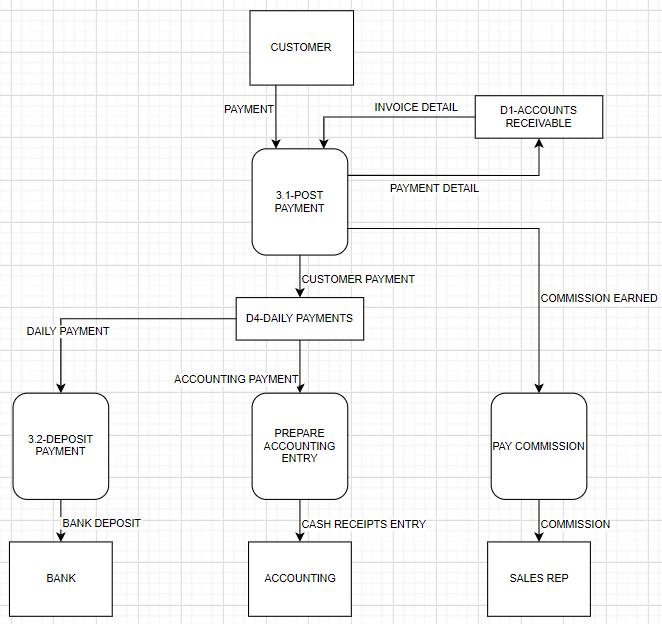 CUSTOMER
PAYMENT
INVOICE DETAIL
D1-ACCOUNTS
RECEIVABLE
3.1-POST
PAYMENT
PAYMENT DETAIL
CUSTOMER PAYMENT
COMMISSION EARNED
D4-DAILY PAYMENTS
DAILY PAYMENT
ACCOUNTING PAYMENT
3.2-DEPOSIT
PAYMENT
PREPARE
ACCOUNTING
ENTRY
PAY COMMISSION
BANK DEPOSIT
CASH RECEIPTS ENTRY
COMMISSION
BANK
ACCOUNTING
SALES REP